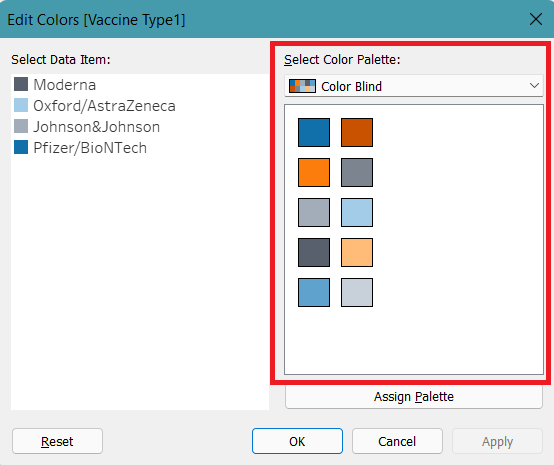 Edit Colors [Vaccine Type1]
Select Data Item:
Moderna
Oxford/AstraZeneca
Johnson&Johnson
Pfizer/BioNTech
Select Color Palette:
Color Blind
Assign Palette
Reset
OK
Cancel
Apply